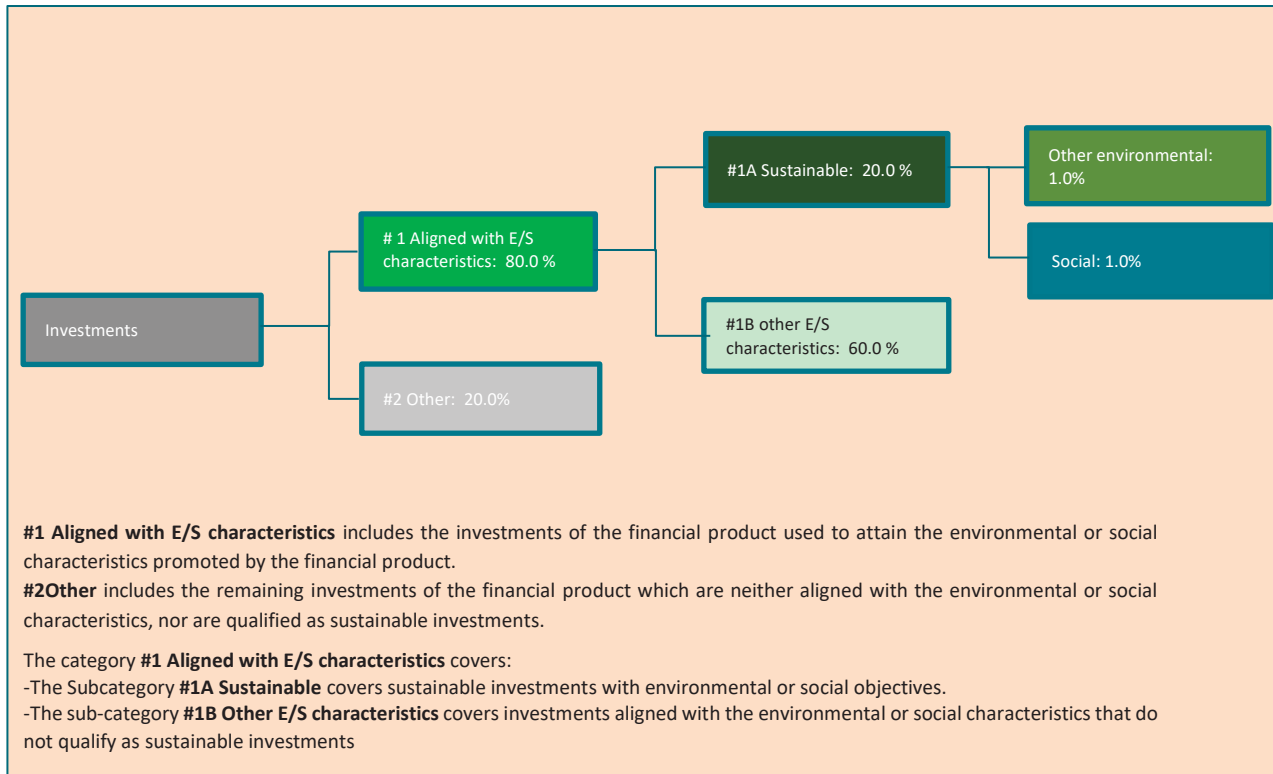 Other environmental:
1.0%
#1A Sustainable: 20.0 %
# 1 Aligned with E/S
characteristics: 80.0 %
Social: 1.0%
Investments
#1B other E/S
characteristics: 60.0 %
#2 Other: 20.0%
#1 Aligned with E/S characteristics includes the investments of the financial product used to attain the environmental or social
characteristics promoted by the financial product.
#2Other includes the remaining investments of the financial product which are neither aligned with the environmental or social
characteristics, nor are qualified as sustainable investments.
The category #1 Aligned with E/S characteristics covers:
-The Subcategory #1A Sustainable covers sustainable investments with environmental or social objectives.
-The sub-category #1B Other E/S characteristics covers investments aligned with the environmental or social characteristics that do
not qualify as sustainable investments